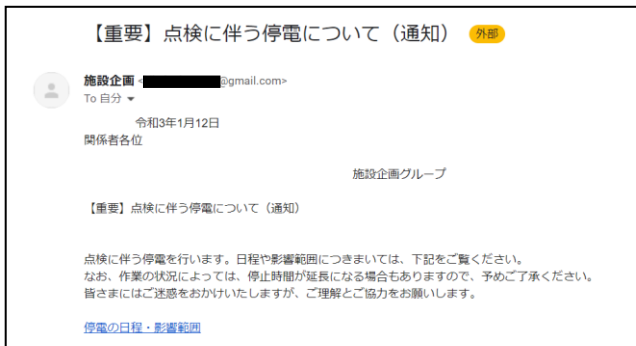 【重要】点検に伴う停電について（通知） 外部
施設企画 < @gmail.com>
To 自分
令和3年1月12日
関係者各位
施設企画グループ
【重要】点検に伴う停電について（通知）
点検に伴う停電を行います。日程や影響範囲につきまいては、下記をご覧ください。
なお、作業の状況によっては、停止時間が延長になる場合もありますので、予めご了承ください。
皆さまにはご迷惑をおかけいたしますが、ご理解とご協力をお願いします。
停電の日程・影響範囲